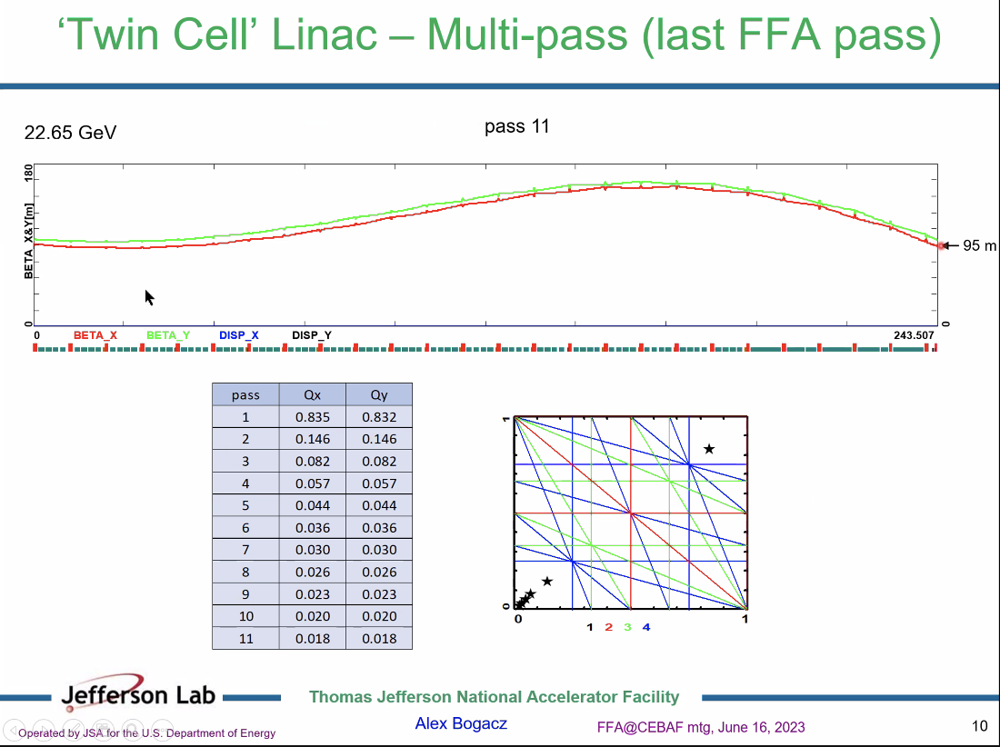 ‘Twin Cell’ Linac – Multi-pass (last FFA pass)
22.65 GeV
pass 11
180
BETA_X&Y[m]
0
0
95 m
0 BETA_X BETA_Y DISP_X DISP_Y 243.507
pass Qx Qy
1 0.835 0.832
2 0.146 0.146
3 0.082 0.082
4 0.057 0.057
5 0.044 0.044
6 0.036 0.036
7 0.030 0.030
8 0.026 0.026
9 0.023 0.023
10 0.020 0.020
11 0.018 0.018
1
0
0 1
1 2 3 4
Jefferson Lab
Thomas Jefferson National Accelerator Facility
Operated by JSA for the U.S. Department of Energy
Alex Bogacz
FFA@CEBAF mtg, June 16, 2023
10